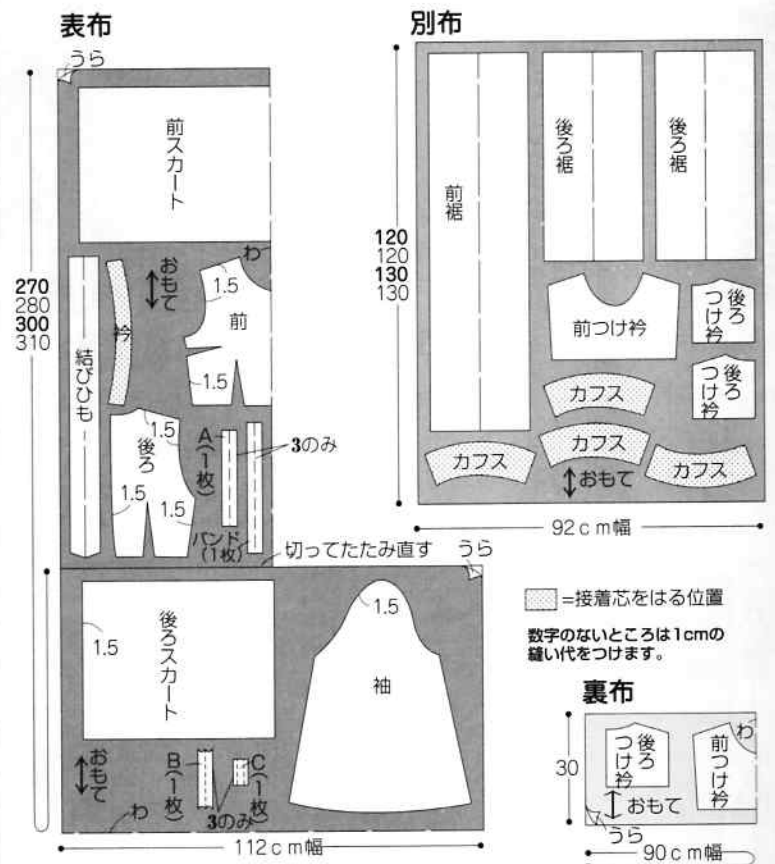 表布
うら
前スカート
わ
おもて
1.5
前
1.5
270
280
300
310
衿
結びひも
1.5
後ろ
1.5
1.5
A
(1枚)
3のみ
バンド
(1枚)
切ってたたみ直す
うら
1.5
後ろスカート
1.5
袖
おもて
B
(1枚)
C
(1枚)
3のみ
わ
112cm幅
別布
前裾
後ろ裾
後ろ裾
120
120
130
130
前つけ衿
後ろ
つけ衿
後ろ
つけ衿
カフス
カフス
カフス
カフス
おもて
92cm幅
=接着芯をはる位置
数字のないところは1cmの
縫い代をつけます。
裏布
30
後ろ
つけ衿
わ
前つけ衿
おもて
うら
90cm幅